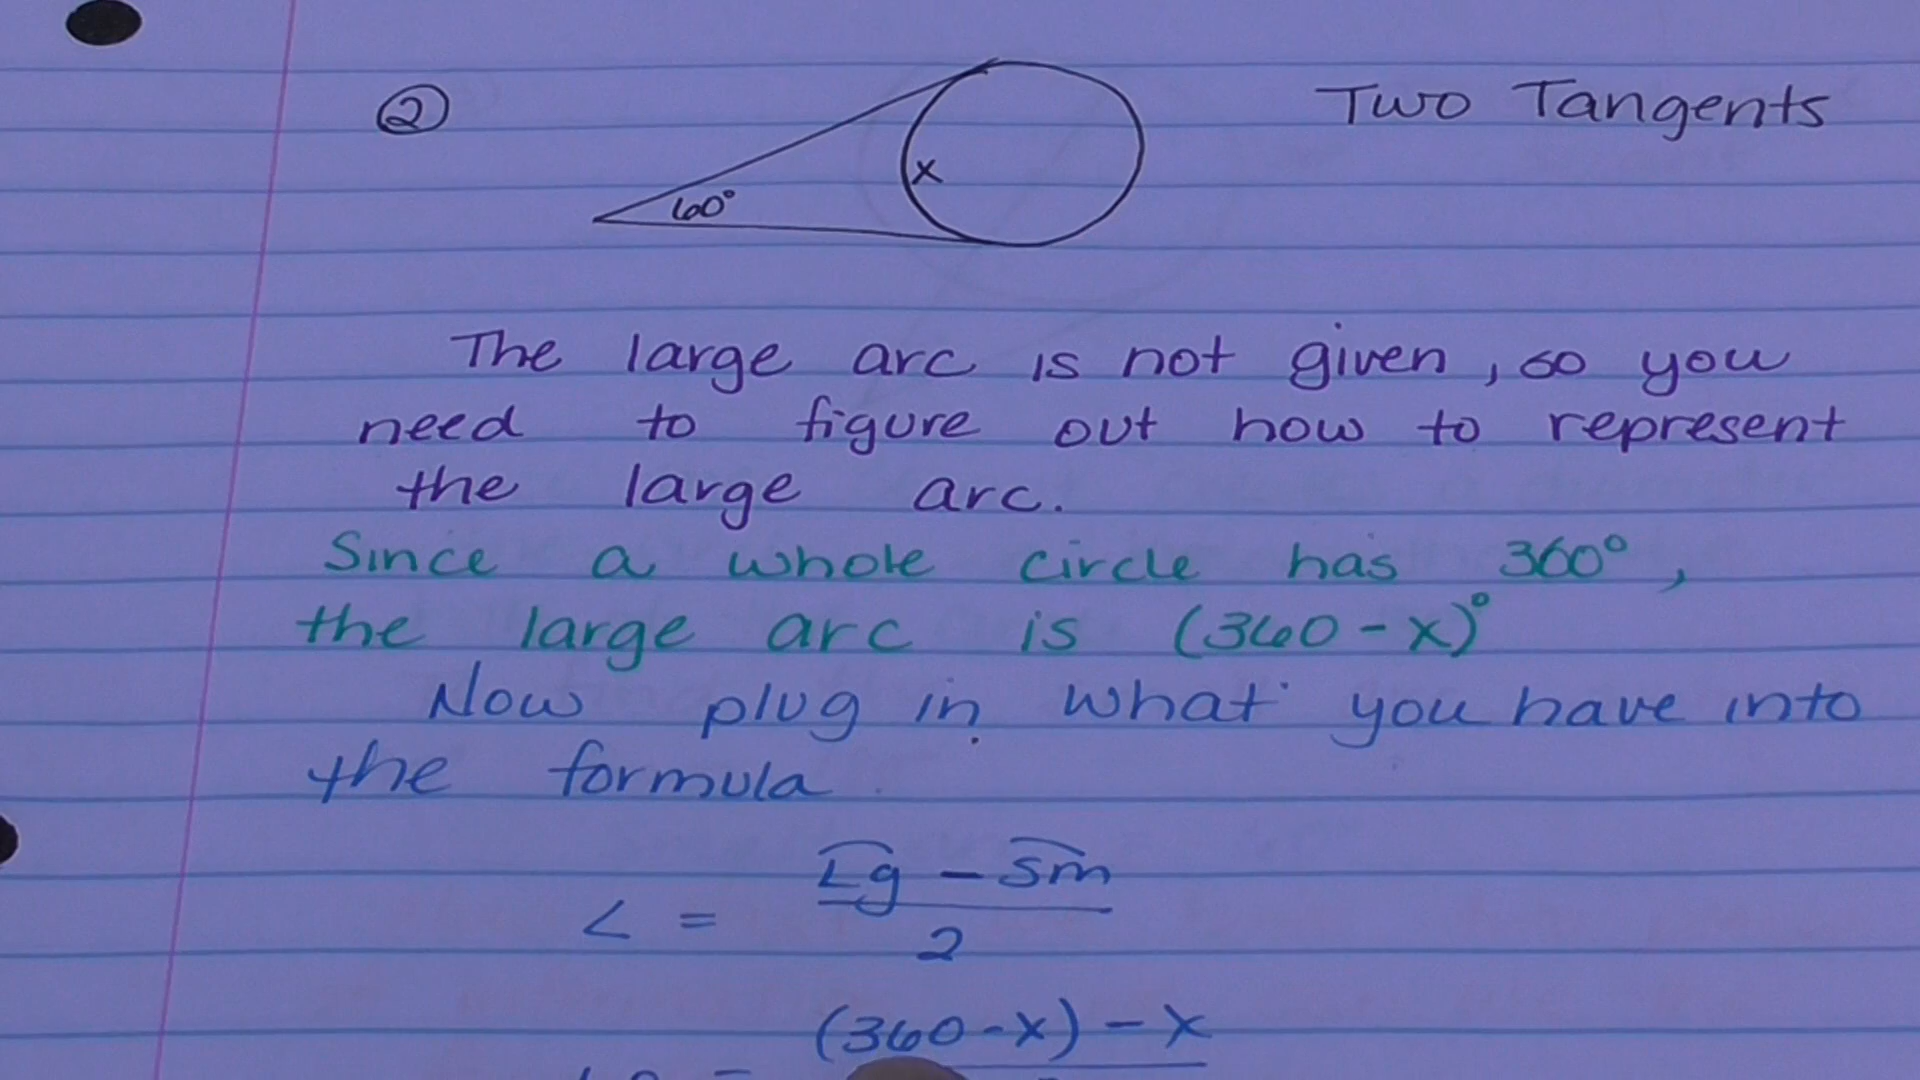 ② Two Tangents
x
60°
The large arc is not given, so you
need to figure out how to represent
the large arc.
Since a whole circle has 360°,
the large arc is (360-x)°
Now plug in what you have into
the formula
∠ = Lg - Sm
2
(360-x) - x
=